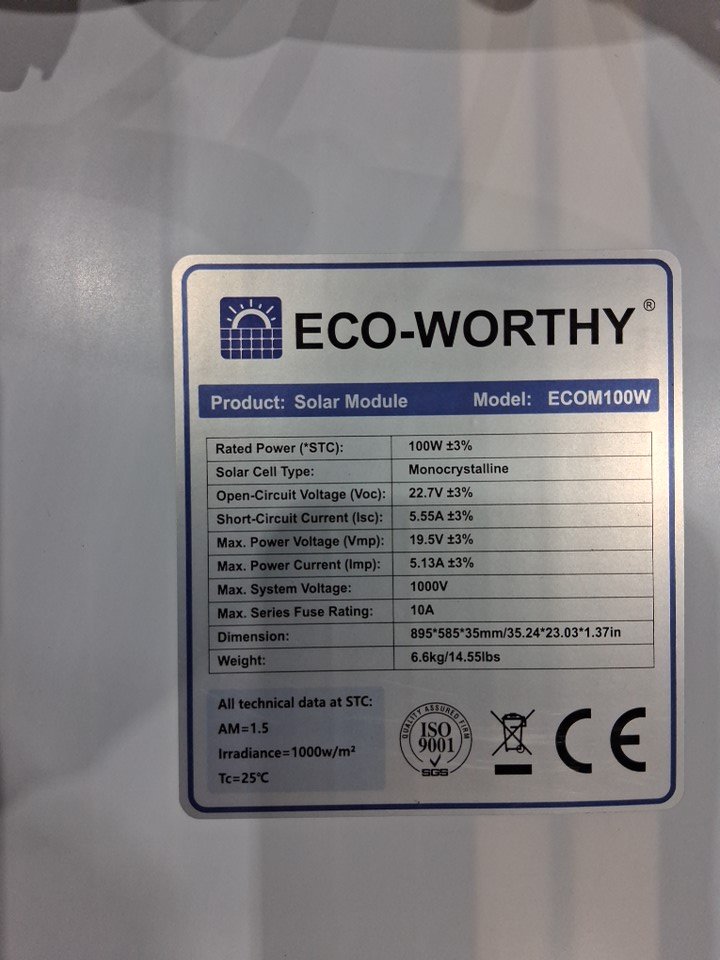 ECO-WORTHY®
Product: Solar Module Model: ECOM100W
Rated Power (*STC): 100W ±3%
Solar Cell Type: Monocrystalline
Open-Circuit Voltage (Voc): 22.7V ±3%
Short-Circuit Current (Isc): 5.55A ±3%
Max. Power Voltage (Vmp): 19.5V ±3%
Max. Power Current (Imp): 5.13A ±3%
Max. System Voltage: 1000V
Max. Series Fuse Rating: 10A
Dimension: 895*585*35mm/35.24*23.03*1.37in
Weight: 6.6kg/14.55lbs
All technical data at STC:
AM=1.5
Irradiance=1000w/m²
Tc=25℃
QUALITY ASSURED FIRM
ISO
9001
SGS
CE